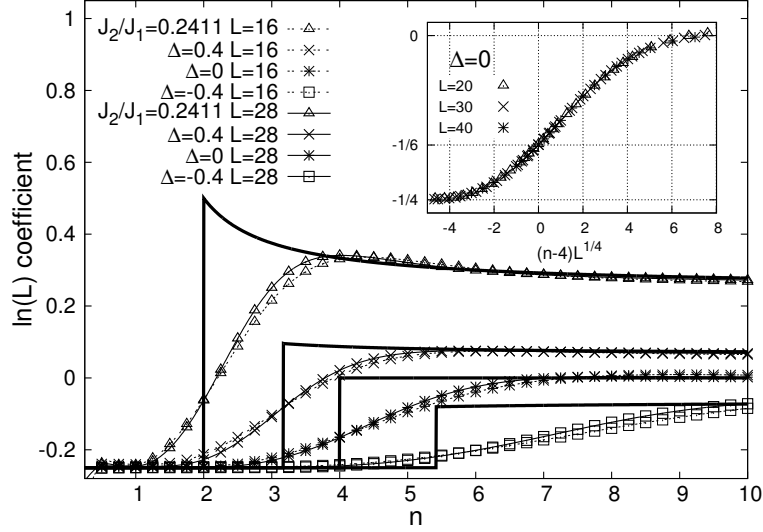 J2/J1=0.2411 L=16
Δ=0.4 L=16
Δ=0 L=16
Δ=-0.4 L=16
J2/J1=0.2411 L=28
Δ=0.4 L=28
Δ=0 L=28
Δ=-0.4 L=28
ln(L) coefficient
1
0.8
0.6
0.4
0.2
0
-0.2
1 2 3 4 5 6 7 8 9 10
n
Δ=0
L=20
L=30
L=40
0
-1/6
-1/4
-4 -2 0 2 4 6 8
(n-4)L^1/4